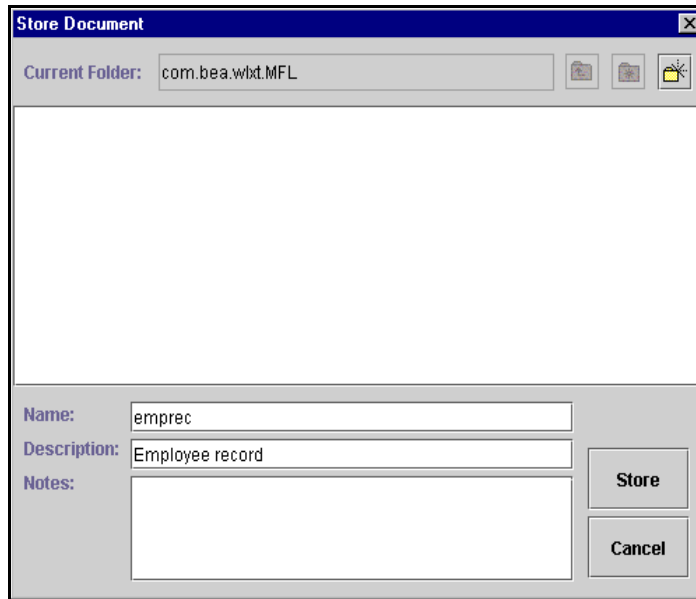 Store Document
Current Folder: com.bea.wlxt.MFL
Name: emprec
Description: Employee record
Notes:
Store
Cancel